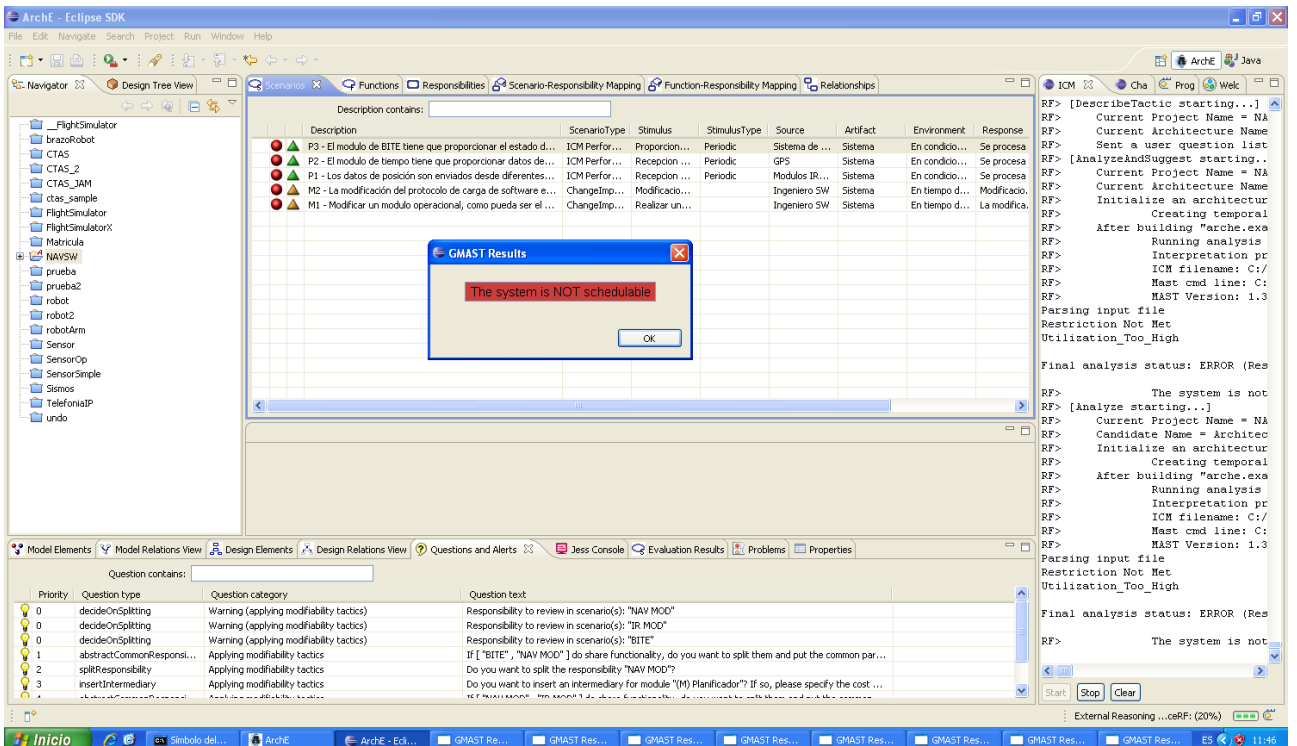 ArchE - Eclipse SDK
File Edit Navigate Search Project Run Window Help
ArchE Java
Navigator Design Tree View
Scenarios Functions Responsibilities Scenario-Responsibility Mapping Function-Responsibility Mapping Relationships
ICM Cha Prog Welc
__FlightSimulator
brazoRobot
CTAS
CTAS_2
CTAS_JAM
ctas_sample
FlightSimulator
FlightSimulatorX
Matricula
NAVSW
prueba
prueba2
robot
robot2
robotArm
Sensor
SensorOp
SensorSimple
Sismos
TelefoniaIP
undo
Description contains:
Description ScenarioType Stimulus StimulusType Source Artifact Environment Response
P3 - El modulo de BITE tiene que proporcionar el estado d... ICM Perfor... Proporcion... Periodic Sistema de ... Sistema En condicio... Se procesa
P2 - El modulo de tiempo tiene que proporcionar datos de... ICM Perfor... Recepcion ... Periodic GPS Sistema En condicio... Se procesa
P1 - Los datos de posición son enviados desde diferentes... ICM Perfor... Recepcion ... Periodic Modulos IR... Sistema En condicio... Se procesa
M2 - La modificación del protocolo de carga de software e... ChangeImp... Modificacio... Ingeniero SW Sistema En tiempo d... Modificacio.
M1 - Modificar un modulo operacional, como pueda ser el ... ChangeImp... Realizar un... Ingeniero SW Sistema En tiempo d... La modifica.
GMAST Results
The system is NOT schedulable
OK
RF> [DescribeTactic starting...]
RF> Current Project Name = NA
RF> Current Architecture Name
RF> Sent a user question list
RF> [AnalyzeAndSuggest starting..
RF> Current Project Name = NA
RF> Current Architecture Name
RF> Initialize an architectur
RF> Creating temporal
RF> After building "arche.exa
RF> Running analysis
RF> Interpretation pr
RF> ICM filename: C:/
RF> Mast cmd line: C:
RF> MAST Version: 1.3
Parsing input file
Restriction Not Met
Utilization_Too_High
Final analysis status: ERROR (Res
RF> The system is not
RF> [Analyze starting...]
RF> Current Project Name = NA
RF> Candidate Name = Architec
RF> Initialize an architectur
RF> Creating temporal
RF> After building "arche.exa
RF> Running analysis
RF> Interpretation pr
RF> ICM filename: C:/
RF> Mast cmd line: C:
RF> MAST Version: 1.3
Parsing input file
Restriction Not Met
Utilization_Too_High
Final analysis status: ERROR (Res
RF> The system is not
Start Stop Clear
Model Elements Model Relations View Design Elements Design Relations View Questions and Alerts Jess Console Evaluation Results Problems Properties
Question contains:
Priority Question type Question category Question text
0 decideOnSplitting Warning (applying modifiability tactics) Responsibility to review in scenario(s): "NAV MOD"
0 decideOnSplitting Warning (applying modifiability tactics) Responsibility to review in scenario(s): "IR MOD"
0 decideOnSplitting Warning (applying modifiability tactics) Responsibility to review in scenario(s): "BITE"
1 abstractCommonResponsi... Applying modifiability tactics If [ "BITE" , "NAV MOD" ] do share functionality, do you want to split them and put the common par...
2 splitResponsibility Applying modifiability tactics Do you want to split the responsibility "NAV MOD"?
3 insertIntermediary Applying modifiability tactics Do you want to insert an intermediary for module "(M) Planificador"? If so, please specify the cost ...
External Reasoning ...ceRF: (20%)
Inicio Símbolo del... ArchE ArchE - Ecli... GMAST Re... GMAST Res... GMAST Res... GMAST Res... GMAST Res... GMAST Res... GMAST Res... GMAST Res... ES 11:46